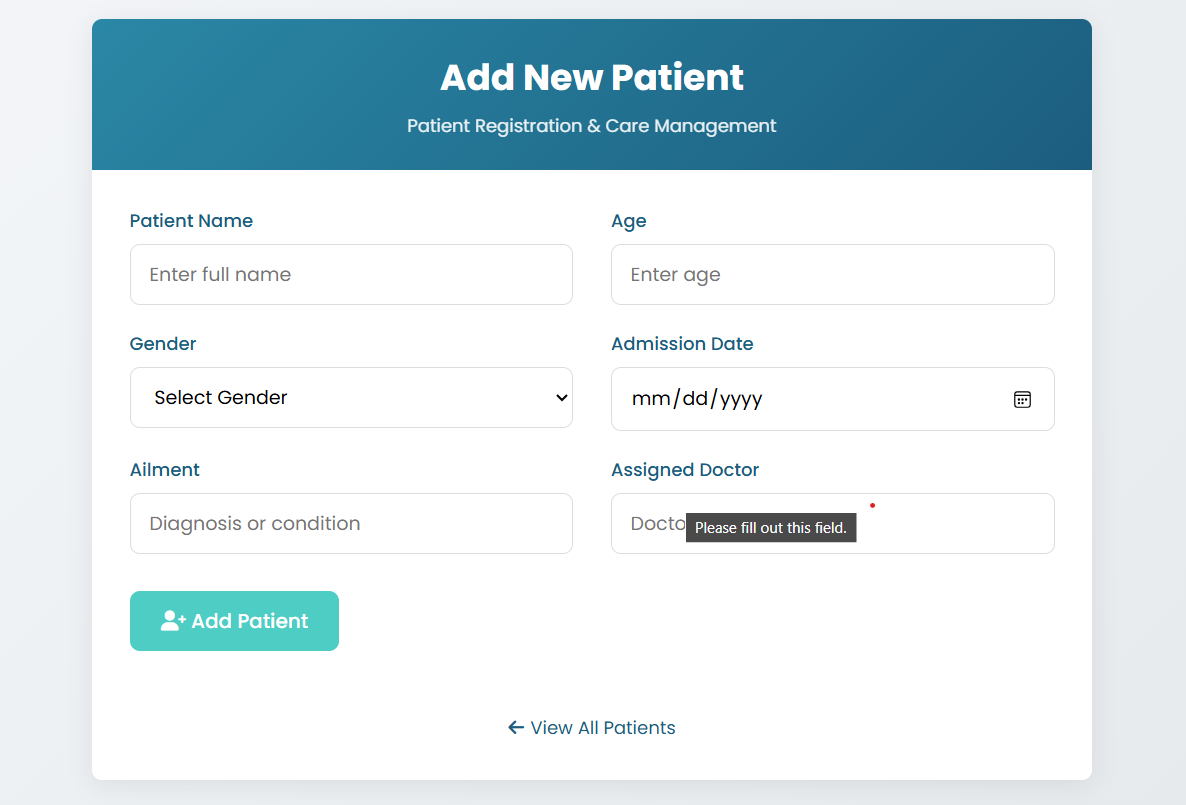 Add New Patient
Patient Registration & Care Management
Patient Name
Age
Enter full name
Enter age
Gender
Admission Date
Select Gender
mm/dd/yyyy
Ailment
Assigned Doctor
Diagnosis or condition
Please fill out this field.
Add Patient
View All Patients